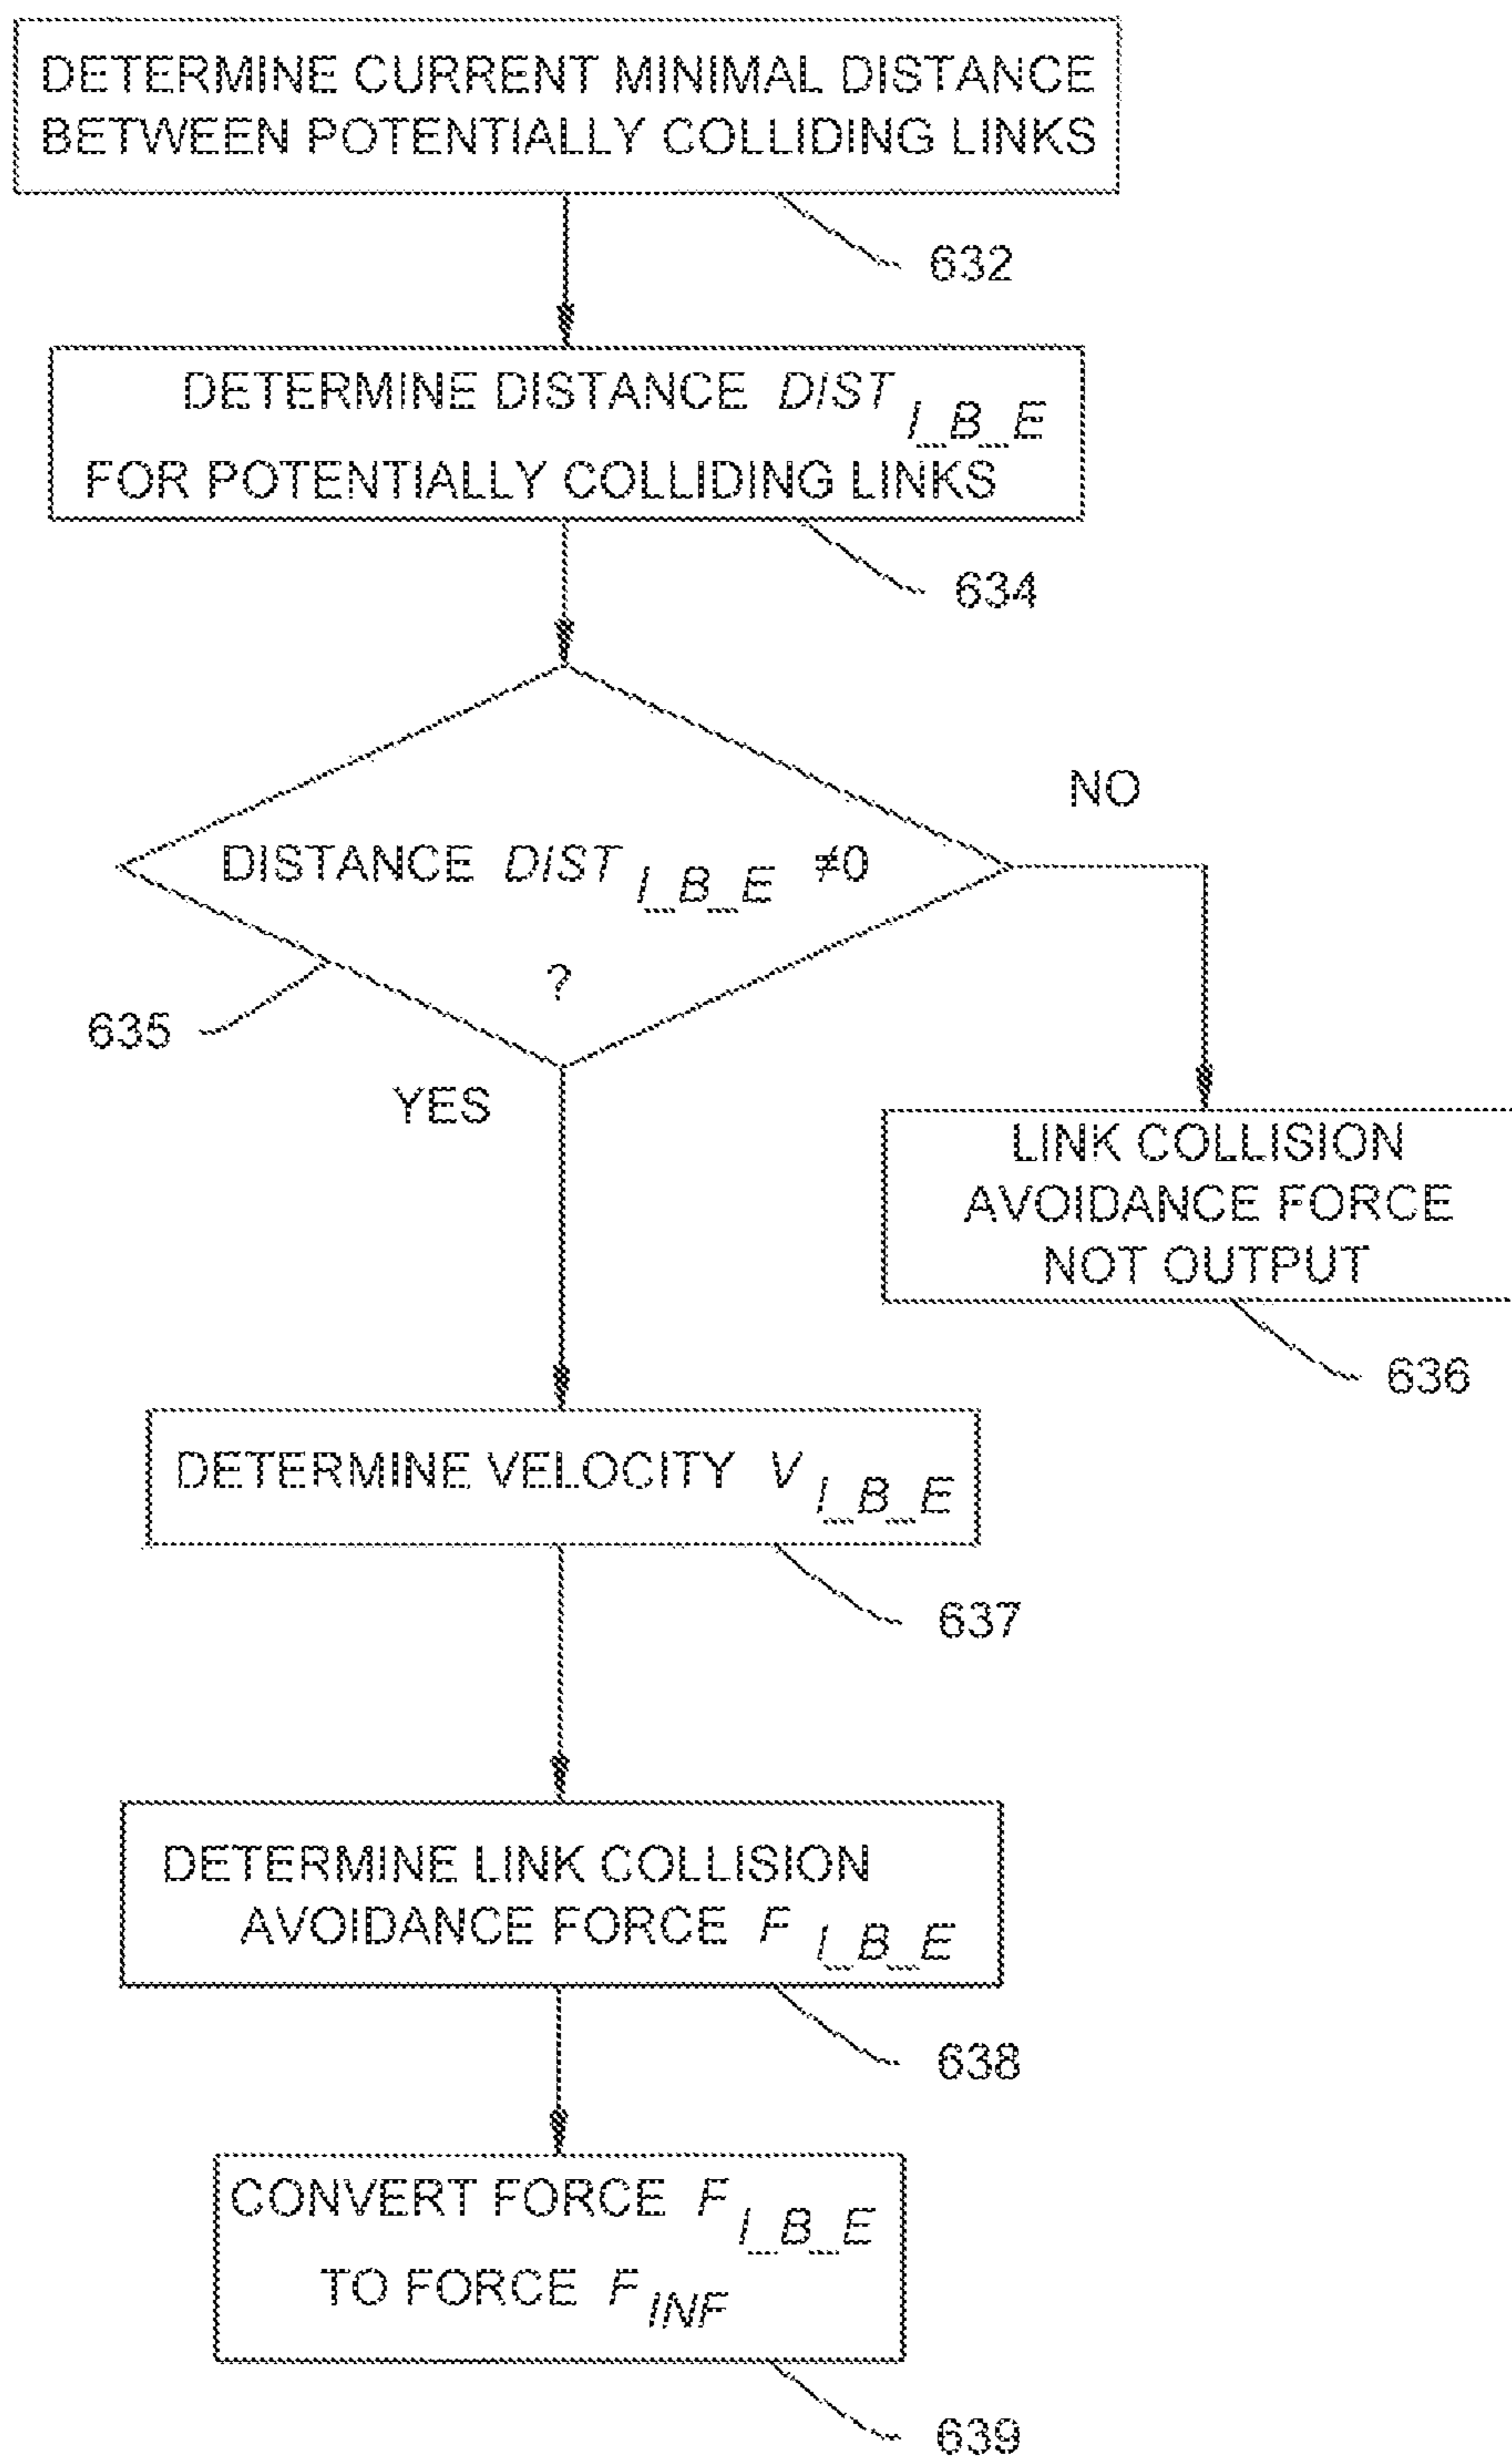 DETERMINE CURRENT MINIMAL DISTANCE
BETWEEN POTENTIALLY COLLIDING LINKS
632
DETERMINE DISTANCE DIST I_B_E
FOR POTENTIALLY COLLIDING LINKS
634
NO
DISTANCE DIST I_B_E ≠0
?
635
YES
LINK COLLISION
AVOIDANCE FORCE
NOT OUTPUT
636
DETERMINE VELOCITY V I_B_E
637
DETERMINE LINK COLLISION
AVOIDANCE FORCE F I_B_E
638
CONVERT FORCE F I_B_E
TO FORCE F INF
639